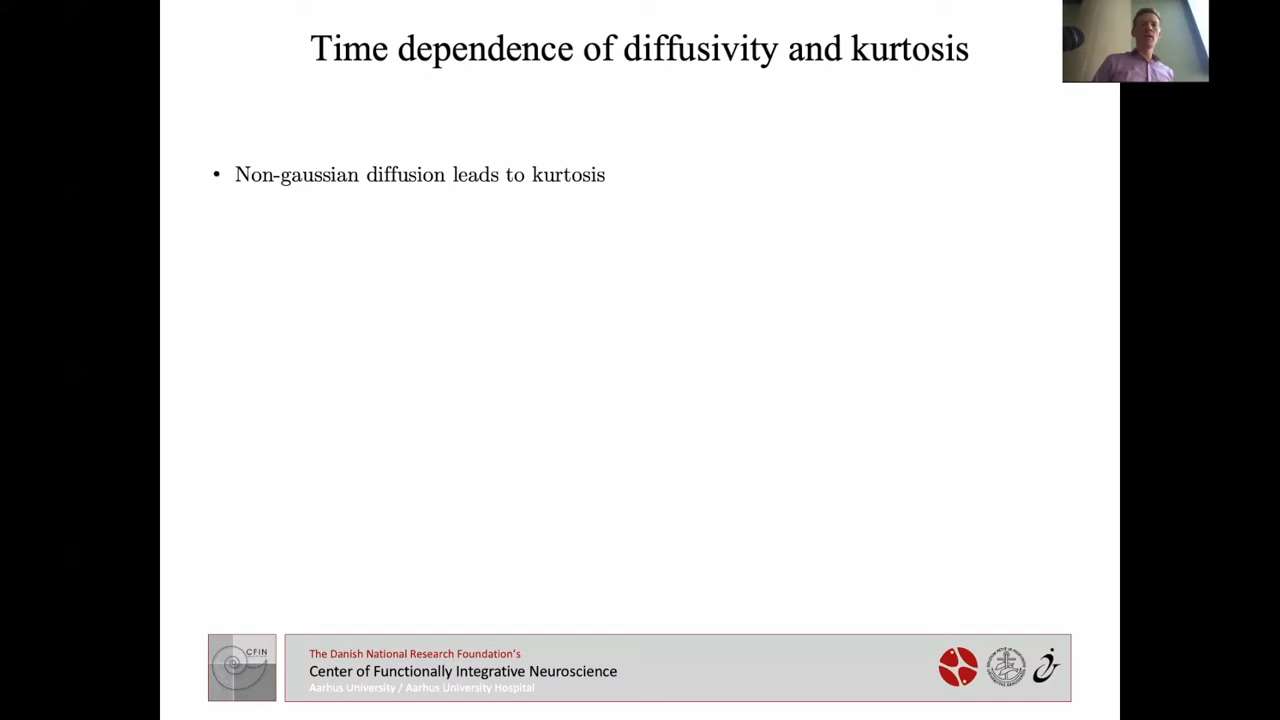 Time dependence of diffusivity and kurtosis
• Non-gaussian diffusion leads to kurtosis
CFIN
The Danish National Research Foundation's
Center of Functionally Integrative Neuroscience
Aarhus University / Aarhus University Hospital